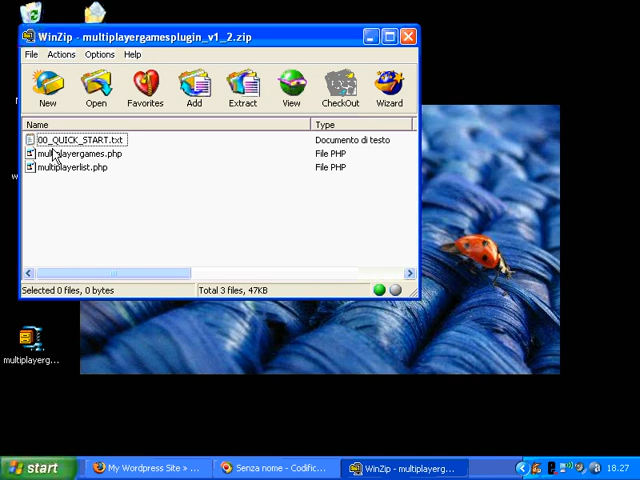 WinZip - multiplayergamesplugin_v1_2.zip
File Actions Options Help
New Open Favorites Add Extract View CheckOut Wizard
Name Type
00_QUICK_START.txt Documento di testo
multiplayergames.php File PHP
multiplayerlist.php File PHP
Selected 0 files, 0 bytes Total 3 files, 47KB
multiplayerg...
start My Wordpress Site » ... Senza nome - Codific... WinZip - multiplayerg... 18.27